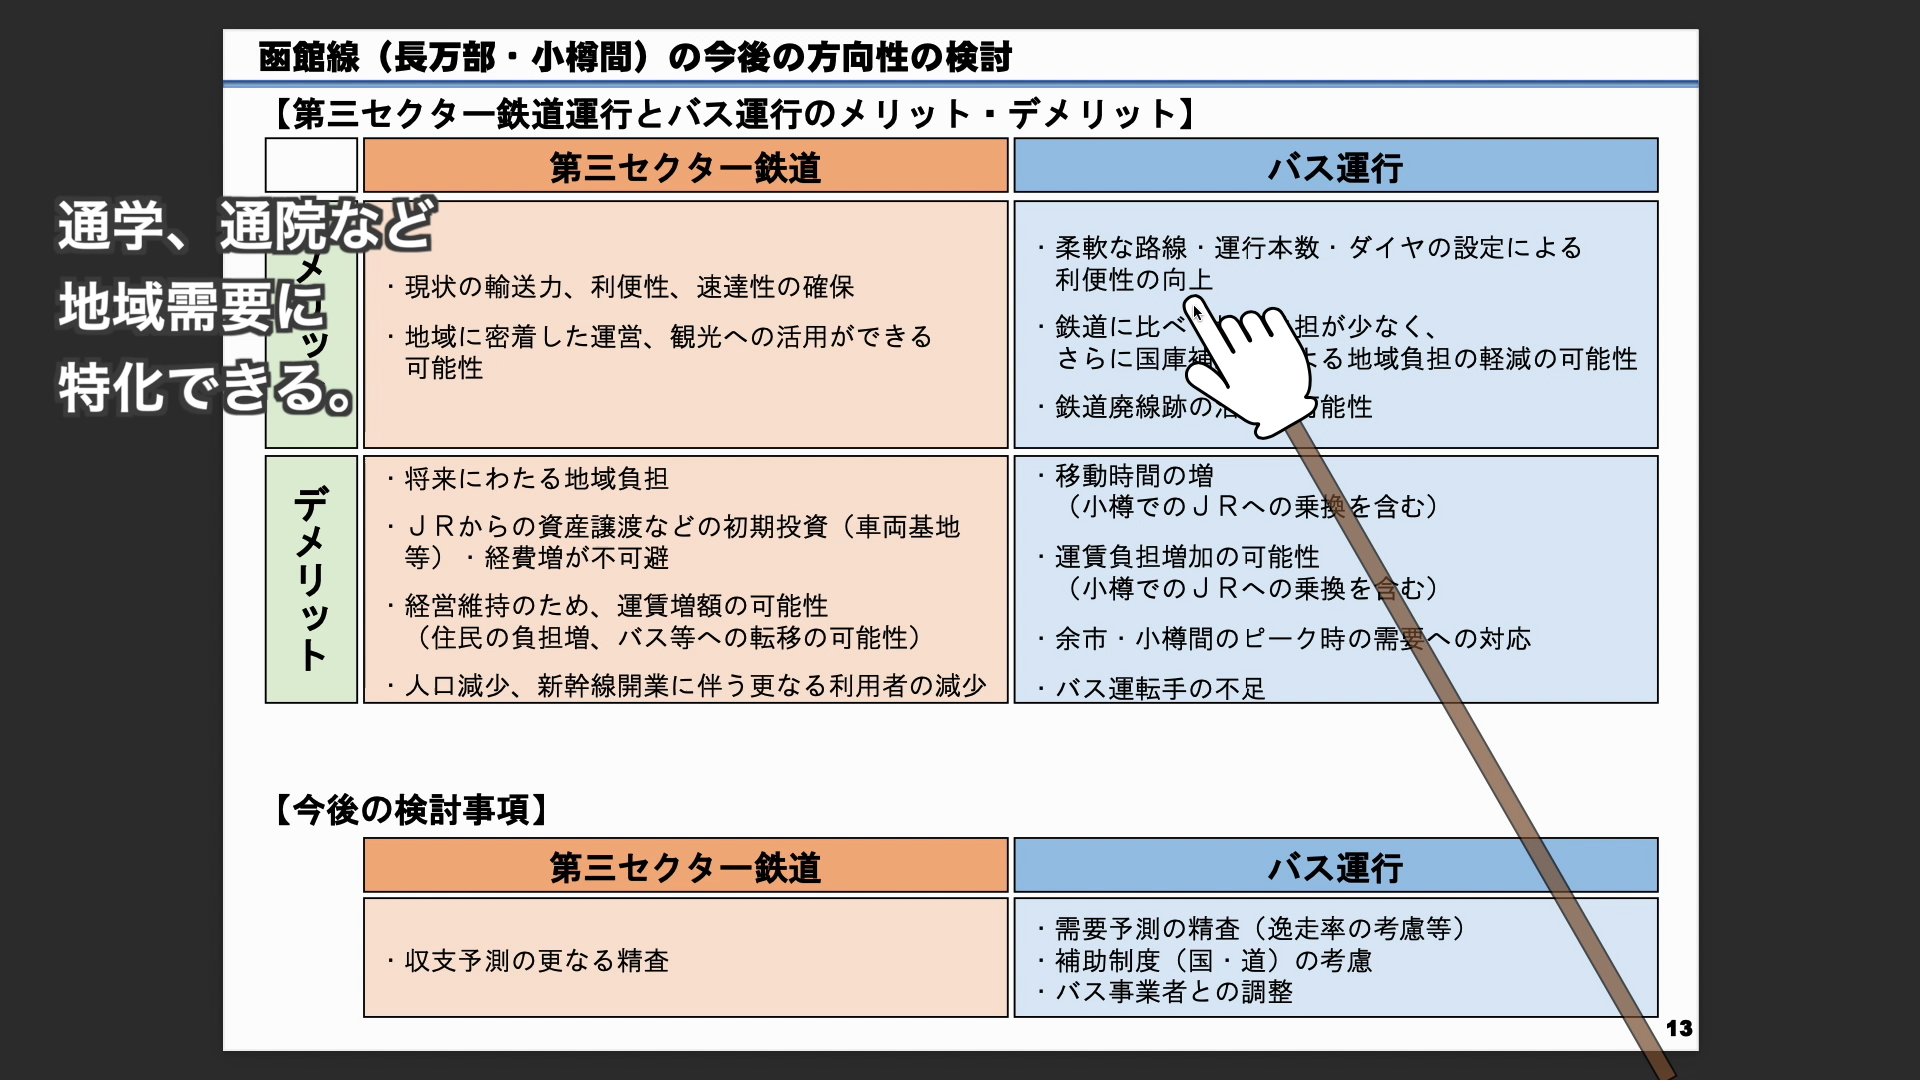 函館線（長万部・小樽間）の今後の方向性の検討
【第三セクター鉄道運行とバス運行のメリット・デメリット】
第三セクター鉄道
バス運行
通学、通院など
地域需要に
特化できる。
・現状の輸送力、利便性、速達性の確保
・地域に密着した運営、観光への活用ができる
可能性
・柔軟な路線・運行本数・ダイヤの設定による
利便性の向上
・鉄道に比べ 担が少なく、
さらに国庫補 よる地域負担の軽減の可能性
・鉄道廃線跡の活 可能性
デメリット
・将来にわたる地域負担
・ＪＲからの資産譲渡などの初期投資（車両基地
等）・経費増が不可避
・経営維持のため、運賃増額の可能性
（住民の負担増、バス等への転移の可能性）
・人口減少、新幹線開業に伴う更なる利用者の減少
・移動時間の増
（小樽でのＪＲへの乗換を含む）
・運賃負担増加の可能性
（小樽でのＪＲへの乗換を含む）
・余市・小樽間のピーク時の需要への対応
・バス運転手の不足
【今後の検討事項】
第三セクター鉄道
バス運行
・収支予測の更なる精査
・需要予測の精査（逸走率の考慮等）
・補助制度（国・道）の考慮
・バス事業者との調整
13